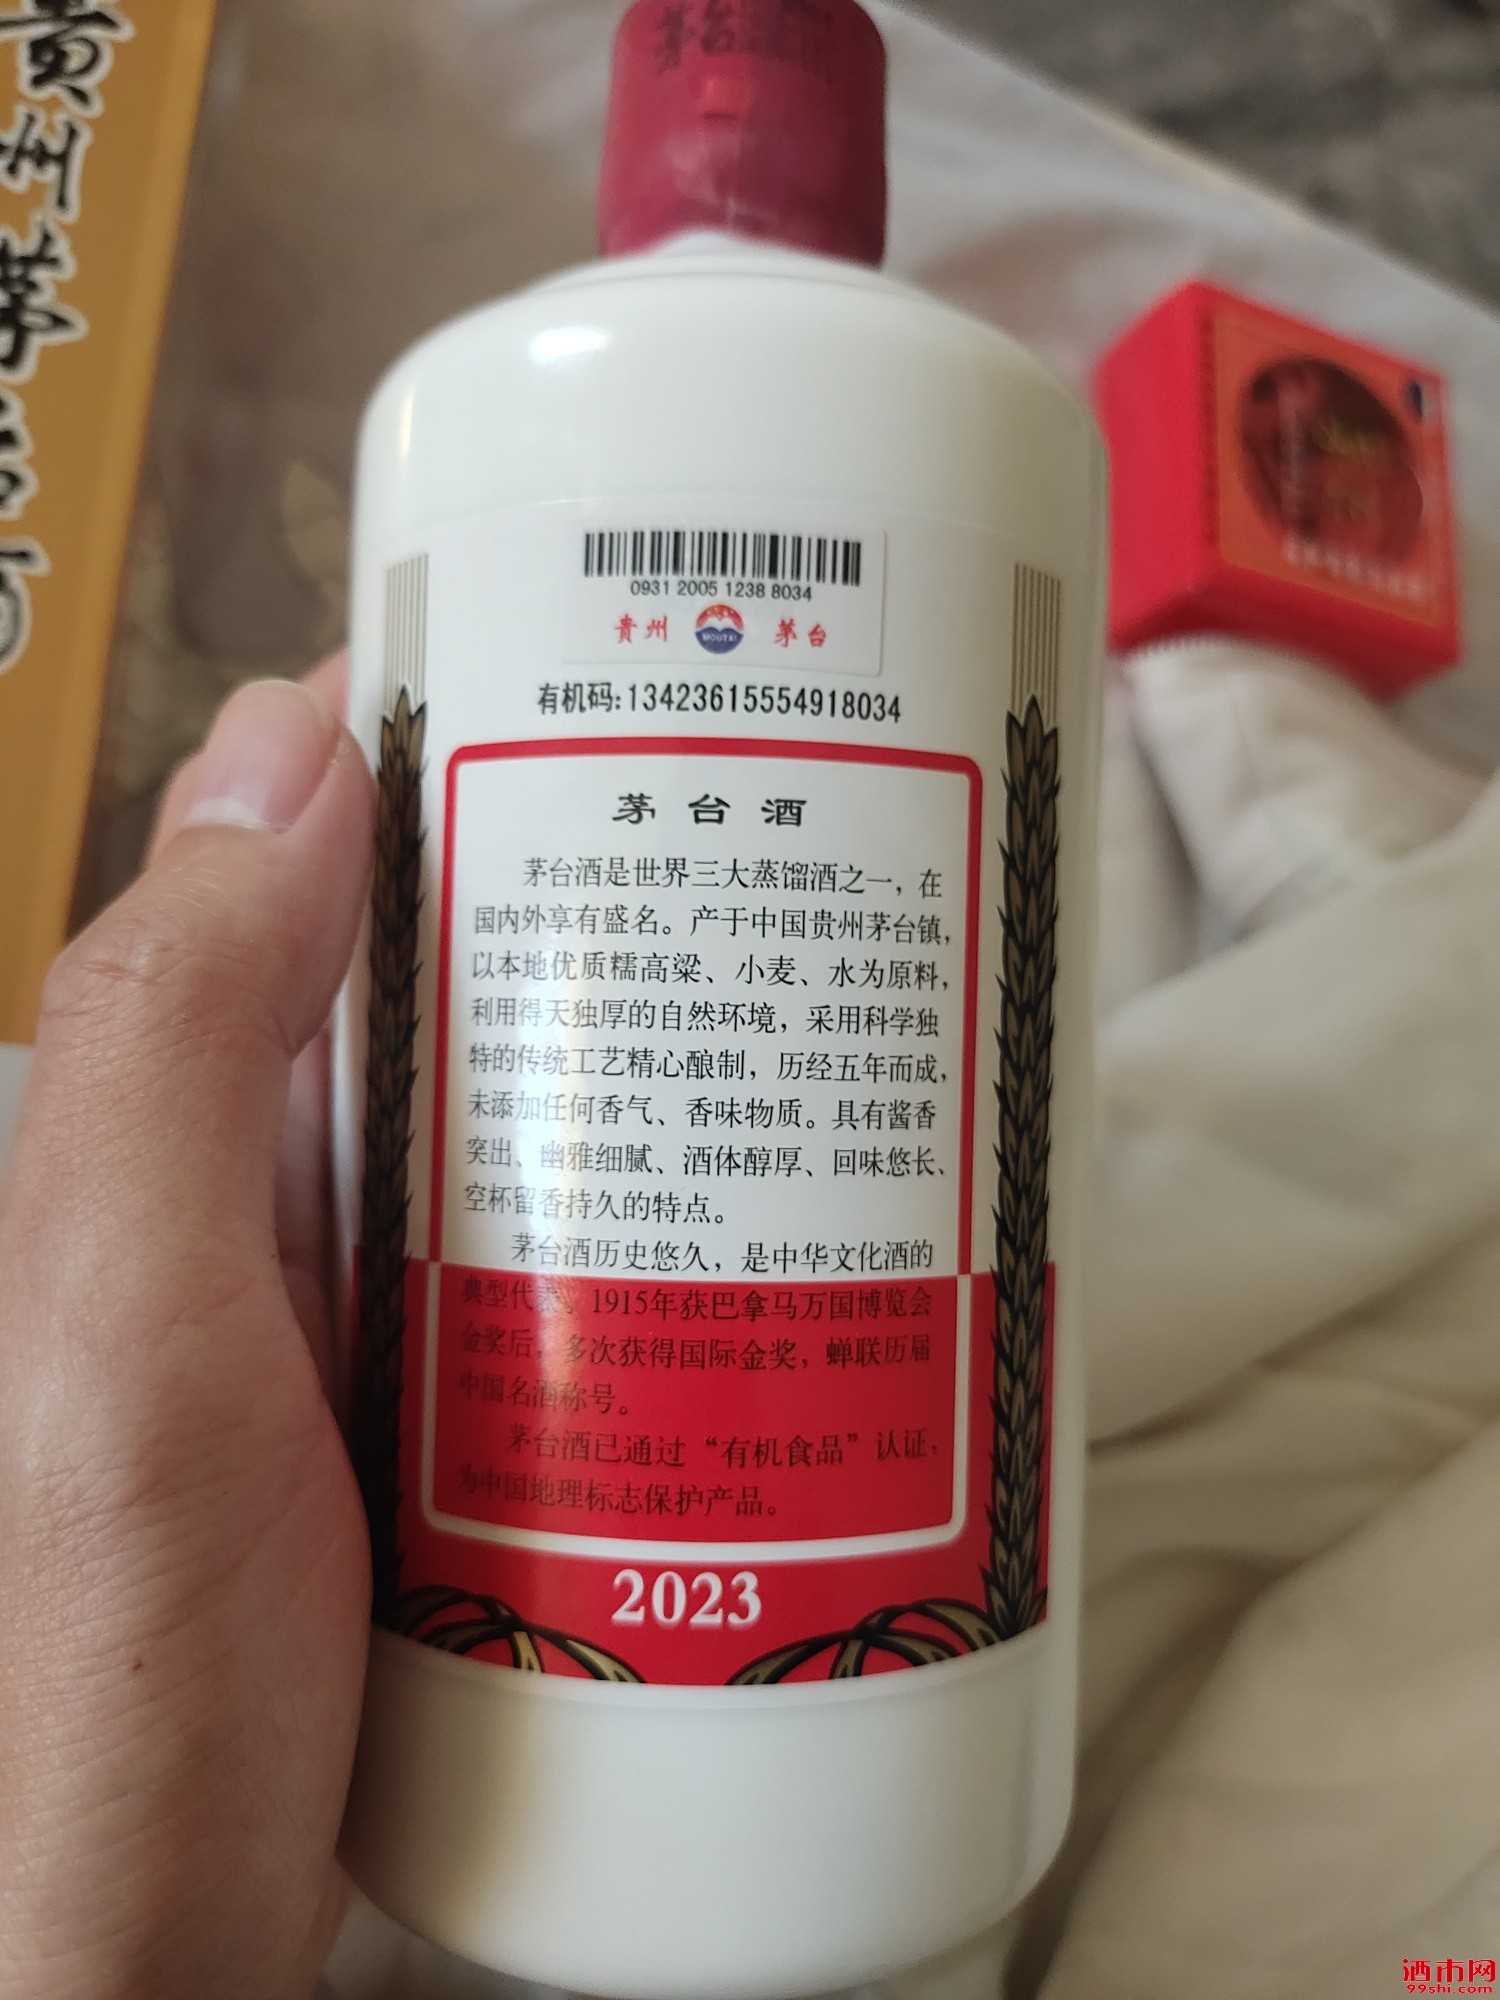 貴州茅台酒
茅台酒
0931 2005 1238 8034
貴州 MOUTAI 茅台
有机码:13423615554918034
茅台酒
茅台酒是世界三大蒸馏酒之一，在
国内外享有盛名。产于中国贵州茅台镇，
以本地优质糯高粱、小麦、水为原料，
利用得天独厚的自然环境，采用科学独
特的传统工艺精心酿制，历经五年而成，
未添加任何香气、香味物质。具有酱香
突出、幽雅细腻、酒体醇厚、回味悠长、
空杯留香持久的特点。
茅台酒历史悠久，是中华文化酒的
典型代表。1915年获巴拿马万国博览会
金奖后，多次获得国际金奖，蝉联历届
中国名酒称号。
茅台酒已通过“有机食品”认证，
为中国地理标志保护产品。
2023
酒市网
99shi.com